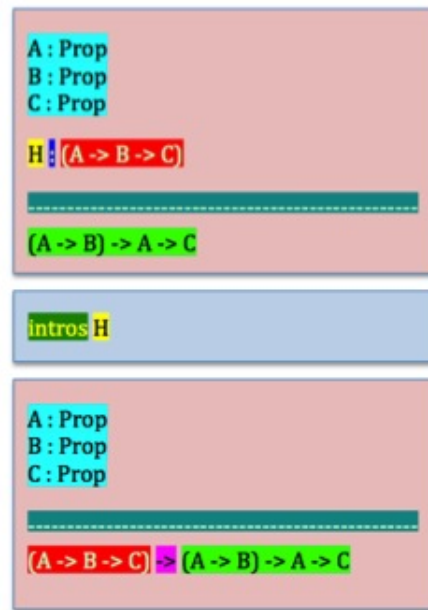 A : Prop
B : Prop
C : Prop
H : (A -> B -> C)
--------------------------------------------------
(A -> B) -> A -> C
intros H
A : Prop
B : Prop
C : Prop
--------------------------------------------------
(A -> B -> C) -> (A -> B) -> A -> C